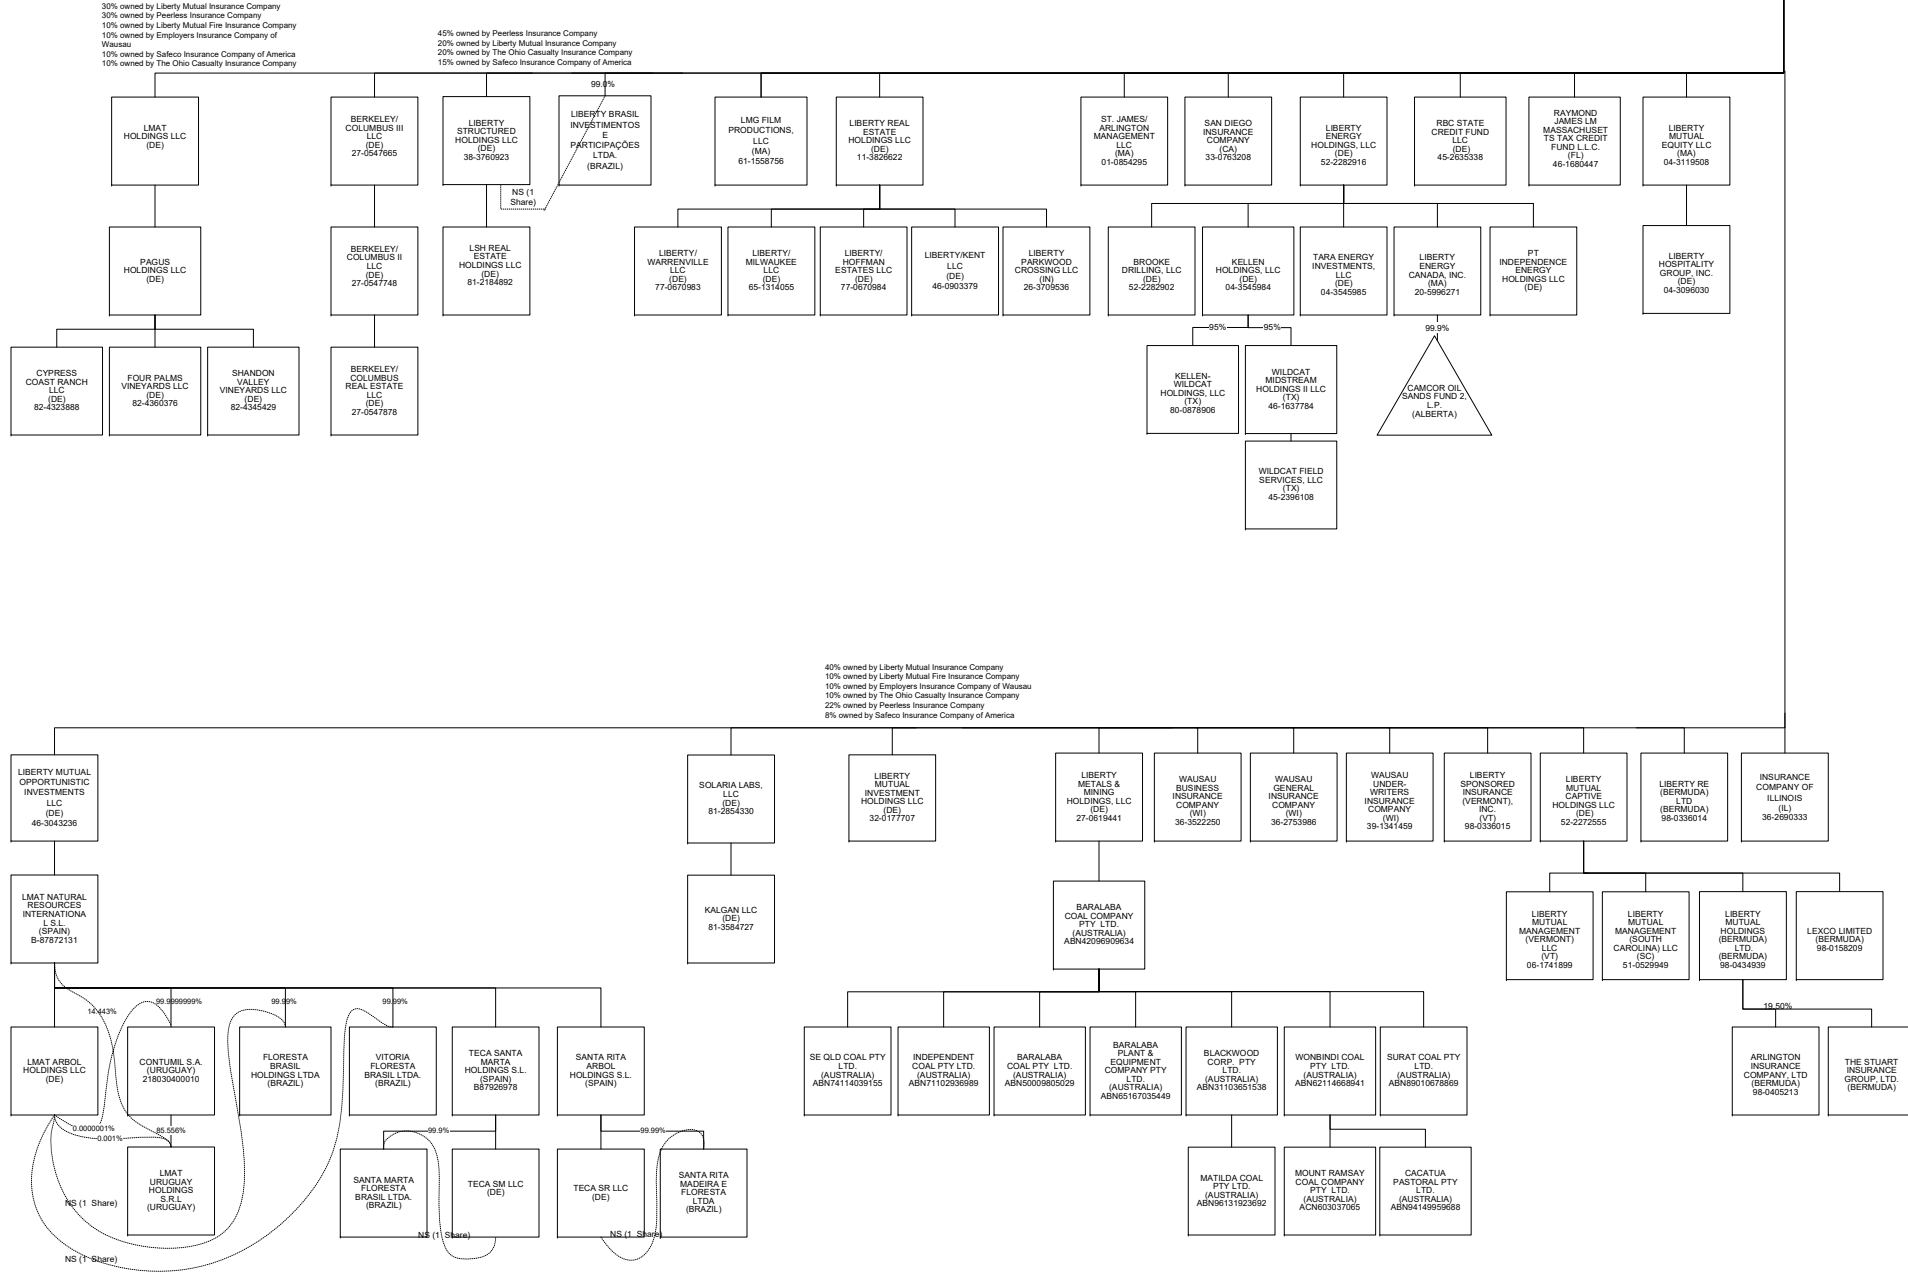 30% owned by Liberty Mutual Insurance Company
30% owned by Peerless Insurance Company
10% owned by Liberty Mutual Fire Insurance Company
10% owned by Employers Insurance Company of
Wausau
10% owned by Safeco Insurance Company of America
10% owned by The Ohio Casualty Insurance Company
45% owned by Peerless Insurance Company
20% owned by Liberty Mutual Insurance Company
20% owned by The Ohio Casualty Insurance Company
15% owned by Safeco Insurance Company of America
LMAT
HOLDINGS LLC
(DE)
BERKELEY/
COLUMBUS III
LLC
(DE)
27-0547665
LIBERTY
STRUCTURED
HOLDINGS LLC
(DE)
38-3760923
99.0%
LIBERTY BRASIL
INVESTIMENTOS
E
PARTICIPAÇÕES
LTDA.
(BRAZIL)
NS (1
Share)
LMG FILM
PRODUCTIONS,
LLC
(MA)
61-1558756
LIBERTY REAL
ESTATE
HOLDINGS LLC
(DE)
11-3826622
ST. JAMES/
ARLINGTON
MANAGEMENT
LLC
(MA)
01-0854295
SAN DIEGO
INSURANCE
COMPANY
(CA)
33-0763208
LIBERTY
ENERGY
HOLDINGS, LLC
(DE)
52-2282916
RBC STATE
CREDIT FUND
LLC
(DE)
45-2635338
RAYMOND
JAMES LM
MASSACHUSET
TS TAX CREDIT
FUND L.L.C.
(FL)
46-1680447
LIBERTY
MUTUAL
EQUITY LLC
(MA)
04-3119508
PAGUS
HOLDINGS LLC
(DE)
BERKELEY/
COLUMBUS II
LLC
(DE)
27-0547748
LSH REAL
ESTATE
HOLDINGS LLC
(DE)
81-2184892
LIBERTY/
WARRENVILLE
LLC
(DE)
77-0670983
LIBERTY/
MILWAUKEE
LLC
(DE)
65-1314055
LIBERTY/
HOFFMAN
ESTATES LLC
(DE)
77-0670984
LIBERTY/KENT
LLC
(DE)
46-0903379
LIBERTY
PARKWOOD
CROSSING LLC
(IN)
26-3709536
BROOKE
DRILLING, LLC
(DE)
52-2282902
KELLEN
HOLDINGS, LLC
(DE)
04-3545984
TARA ENERGY
INVESTMENTS,
LLC
(DE)
04-3545985
LIBERTY
ENERGY
CANADA, INC.
(MA)
20-5996271
PT
INDEPENDENCE
ENERGY
HOLDINGS LLC
(DE)
LIBERTY
HOSPITALITY
GROUP, INC.
(DE)
04-3096030
CYPRESS
COAST RANCH
LLC
(DE)
82-4323888
FOUR PALMS
VINEYARDS LLC
(DE)
82-4360376
SHANDON
VALLEY
VINEYARDS LLC
(DE)
82-4345429
BERKELEY/
COLUMBUS
REAL ESTATE
LLC
(DE)
27-0547878
95%
95%
99.9%
KELLEN-
WILDCAT
HOLDINGS, LLC
(TX)
80-0878906
WILDCAT
MIDSTREAM
HOLDINGS II LLC
(TX)
46-1637784
CAMCOR OIL
SANDS FUND 2,
L.P.
(ALBERTA)
WILDCAT FIELD
SERVICES, LLC
(TX)
45-2396108
40% owned by Liberty Mutual Insurance Company
10% owned by Liberty Mutual Fire Insurance Company
10% owned by Employers Insurance Company of Wausau
10% owned by The Ohio Casualty Insurance Company
22% owned by Peerless Insurance Company
8% owned by Safeco Insurance Company of America
LIBERTY MUTUAL
OPPORTUNISTIC
INVESTMENTS
LLC
(DE)
46-3043236
SOLARIA LABS,
LLC
(DE)
81-2854330
LIBERTY
MUTUAL
INVESTMENT
HOLDINGS LLC
(DE)
32-0177707
LIBERTY
METALS &
MINING
HOLDINGS, LLC
(DE)
27-0619441
WAUSAU
BUSINESS
INSURANCE
COMPANY
(WI)
36-3522250
WAUSAU
GENERAL
INSURANCE
COMPANY
(WI)
36-2753986
WAUSAU
UNDER-
WRITERS
INSURANCE
COMPANY
(WI)
39-1341459
LIBERTY
SPONSORED
INSURANCE
(VERMONT),
INC.
(VT)
98-0336015
LIBERTY
MUTUAL
CAPTIVE
HOLDINGS LLC
(DE)
52-2272555
LIBERTY RE
(BERMUDA)
LTD
(BERMUDA)
98-0336014
INSURANCE
COMPANY OF
ILLINOIS
(IL)
36-2690333
LMAT NATURAL
RESOURCES
INTERNATIONA
L S.L.
(SPAIN)
B-87872131
KALGAN LLC
(DE)
81-3584727
BARALABA
COAL COMPANY
PTY LTD.
(AUSTRALIA)
ABN42096909634
LIBERTY
MUTUAL
MANAGEMENT
(VERMONT)
LLC
(VT)
06-1741899
LIBERTY
MUTUAL
MANAGEMENT
(SOUTH
CAROLINA) LLC
(SC)
51-0529949
LIBERTY
MUTUAL
HOLDINGS
(BERMUDA)
LTD.
(BERMUDA)
98-0434939
LEXCO LIMITED
(BERMUDA)
98-0158209
14.443%
99.9999999%
99.99%
99.99%
19.50%
LMAT ARBOL
HOLDINGS LLC
(DE)
CONTUMIL S.A.
(URUGUAY)
218030400010
FLORESTA
BRASIL
HOLDINGS LTDA
(BRAZIL)
VITORIA
FLORESTA
BRASIL LTDA.
(BRAZIL)
TECA SANTA
MARTA
HOLDINGS S.L.
(SPAIN)
B87926978
SANTA RITA
ARBOL
HOLDINGS S.L.
(SPAIN)
SE QLD COAL PTY
LTD.
(AUSTRALIA)
ABN74114039155
INDEPENDENT
COAL PTY LTD.
(AUSTRALIA)
ABN71102936989
BARALABA
COAL PTY LTD.
(AUSTRALIA)
ABN50009805029
BARALABA
PLANT &
EQUIPMENT
COMPANY PTY
LTD.
(AUSTRALIA)
ABN65167035449
BLACKWOOD
CORP. PTY
LTD.
(AUSTRALIA)
ABN31103651538
WONBINDI COAL
PTY LTD.
(AUSTRALIA)
ABN62114668941
SURAT COAL PTY
LTD.
(AUSTRALIA)
ABN89010678869
ARLINGTON
INSURANCE
COMPANY, LTD
(BERMUDA)
98-0405213
THE STUART
INSURANCE
GROUP, LTD.
(BERMUDA)
0.0000001%
0.001%
85.556%
99.9%
99.99%
LMAT
URUGUAY
HOLDINGS
S.R.L
(URUGUAY)
SANTA MARTA
FLORESTA
BRASIL LTDA.
(BRAZIL)
TECA SM LLC
(DE)
TECA SR LLC
(DE)
SANTA RITA
MADEIRA E
FLORESTA
LTDA
(BRAZIL)
MATILDA COAL
PTY LTD.
(AUSTRALIA)
ABN96131923692
MOUNT RAMSAY
COAL COMPANY
PTY LTD.
(AUSTRALIA)
ACN603037065
CACATUA
PASTORAL PTY
LTD.
(AUSTRALIA)
ABN94149959688
NS (1 Share)
NS (1 Share)
NS (1 Share)
NS (1 Share)